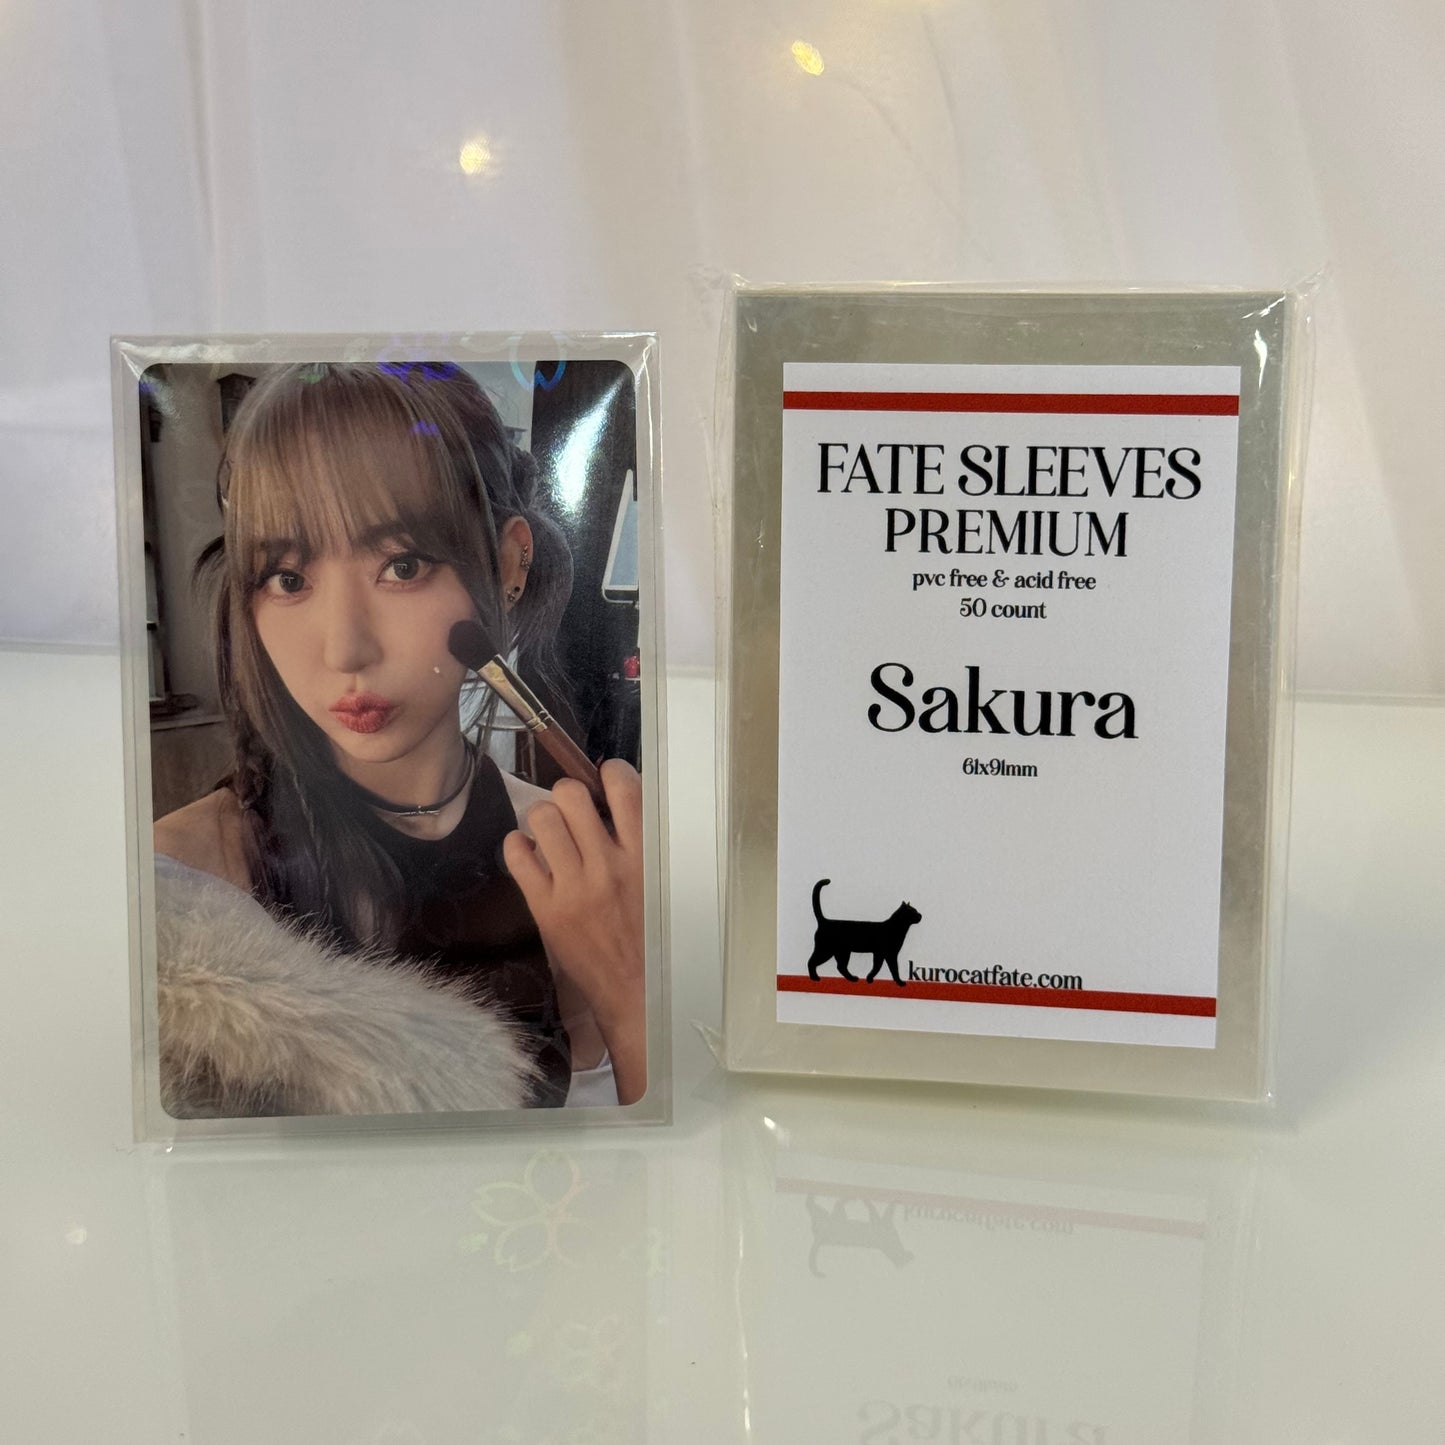 FATE SLEEVES
PREMIUM
pvc free & acid free
50 count
Sakura
61x91mm
kurocatfate.com